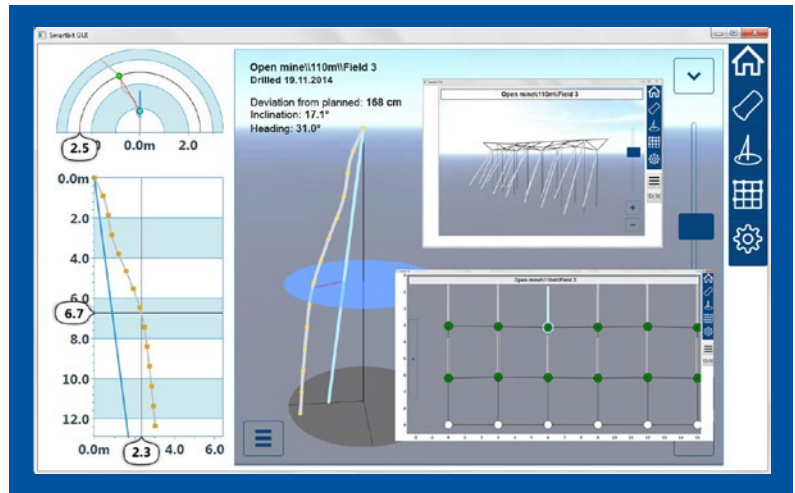 Smartbit GUI
Open mine\\110m\\Field 3
Drilled 19.11.2014
Deviation from planned: 168 cm
Inclination: 17.1°
Heading: 31.0°
2.5
0.0m
2.0
0.0m
2.0
4.0
6.0
6.7
8.0
10.0
12.0
0.0m
2.3
4.0
6.0
Open mine\\110m\\Field 3
Open mine\\110m\\Field 3